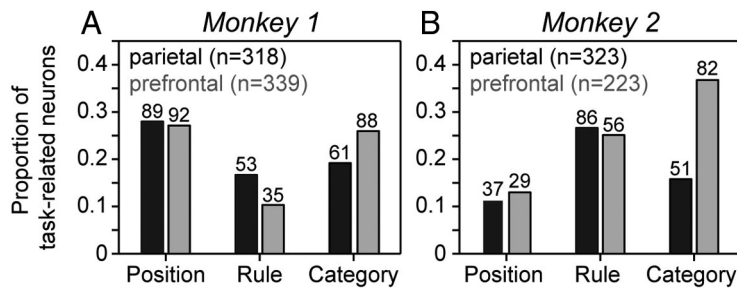 A Monkey 1
parietal (n=318)
prefrontal (n=339)
Proportion of
task-related neurons
0.4
0.3
0.2
0.1
0
89 92
53 35
61 88
Position Rule Category
B Monkey 2
parietal (n=323)
prefrontal (n=223)
0.4
0.3
0.2
0.1
0
37 29
86 56
51 82
Position Rule Category